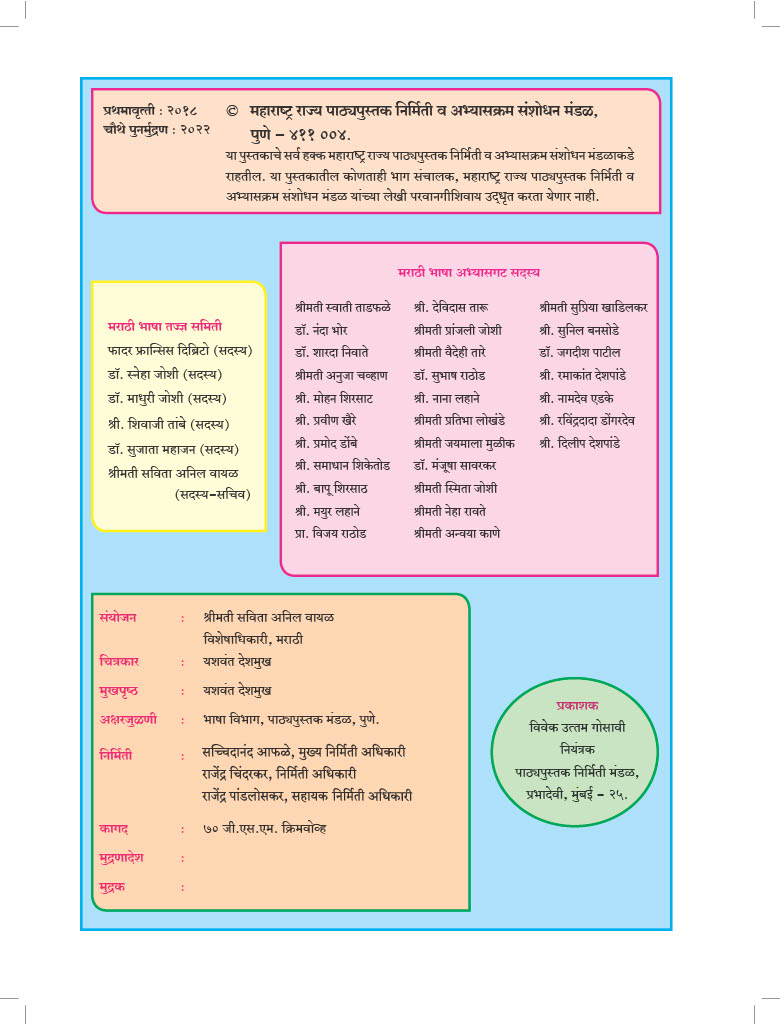 प्रथमावृत्ती : २०१८
चौथे पुनर्मुद्रण : २०२२
© महाराष्ट्र राज्य पाठ्यपुस्तक निर्मिती व अभ्यासक्रम संशोधन मंडळ,
पुणे – ४११ ००४.
या पुस्तकाचे सर्व हक्क महाराष्ट्र राज्य पाठ्यपुस्तक निर्मिती व अभ्यासक्रम संशोधन मंडळाकडे
राहतील. या पुस्तकातील कोणताही भाग संचालक, महाराष्ट्र राज्य पाठ्यपुस्तक निर्मिती व
अभ्यासक्रम संशोधन मंडळ यांच्या लेखी परवानगीशिवाय उद्धृत करता येणार नाही.
मराठी भाषा तज्ज्ञ समिती
फादर फ्रान्सिस दिब्रिटो (सदस्य)
डॉ. स्नेहा जोशी (सदस्य)
डॉ. माधुरी जोशी (सदस्य)
श्री. शिवाजी तांबे (सदस्य)
डॉ. सुजाता महाजन (सदस्य)
श्रीमती सविता अनिल वायळ
(सदस्य-सचिव)
मराठी भाषा अभ्यासगट सदस्य
श्रीमती स्वाती ताडफळे
डॉ. नंदा भोर
डॉ. शारदा निवाते
श्रीमती अनुजा चव्हाण
श्री. मोहन शिरसाट
श्री. प्रवीण खैरे
श्री. प्रमोद डोंबे
श्री. समाधान शिकेतोड
श्री. बापू शिरसाठ
श्री. मयुर लहाने
प्रा. विजय राठोड
श्री. देविदास तारू
श्रीमती प्रांजली जोशी
श्रीमती वैदेही तारे
डॉ. सुभाष राठोड
श्री. नाना लहाने
श्रीमती प्रतिभा लोखंडे
श्रीमती जयमाला मुळीक
डॉ. मंजूषा सावरकर
श्रीमती स्मिता जोशी
श्रीमती नेहा रावते
श्रीमती अन्वया काणे
श्रीमती सुप्रिया खाडिलकर
श्री. सुनिल बनसोडे
डॉ. जगदीश पाटील
श्री. रमाकांत देशपांडे
श्री. नामदेव एडके
श्री. रविंद्रदादा डोंगरदेव
श्री. दिलीप देशपांडे
संयोजन : श्रीमती सविता अनिल वायळ
विशेषाधिकारी, मराठी
चित्रकार : यशवंत देशमुख
मुखपृष्ठ : यशवंत देशमुख
अक्षरजुळणी : भाषा विभाग, पाठ्यपुस्तक मंडळ, पुणे.
निर्मिती : सच्चिदानंद आफळे, मुख्य निर्मिती अधिकारी
राजेंद्र चिंदरकर, निर्मिती अधिकारी
राजेंद्र पांडलोसकर, सहायक निर्मिती अधिकारी
कागद : ७० जी.एस.एम. क्रिमवोव्ह
मुद्रणादेश :
मुद्रक :
प्रकाशक
विवेक उत्तम गोसावी
नियंत्रक
पाठ्यपुस्तक निर्मिती मंडळ,
प्रभादेवी, मुंबई – २५.